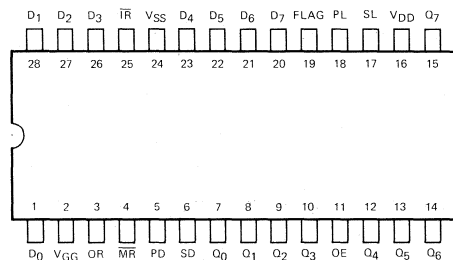 D1 D2 D3 I̅R̅ VSS D4 D5 D6 D7 FLAG PL SL VDD Q7
28 27 26 25 24 23 22 21 20 19 18 17 16 15
1 2 3 4 5 6 7 8 9 10 11 12 13 14
D0 VGG OR M̅R̅ PD SD Q0 Q1 Q2 Q3 OE Q4 Q5 Q6